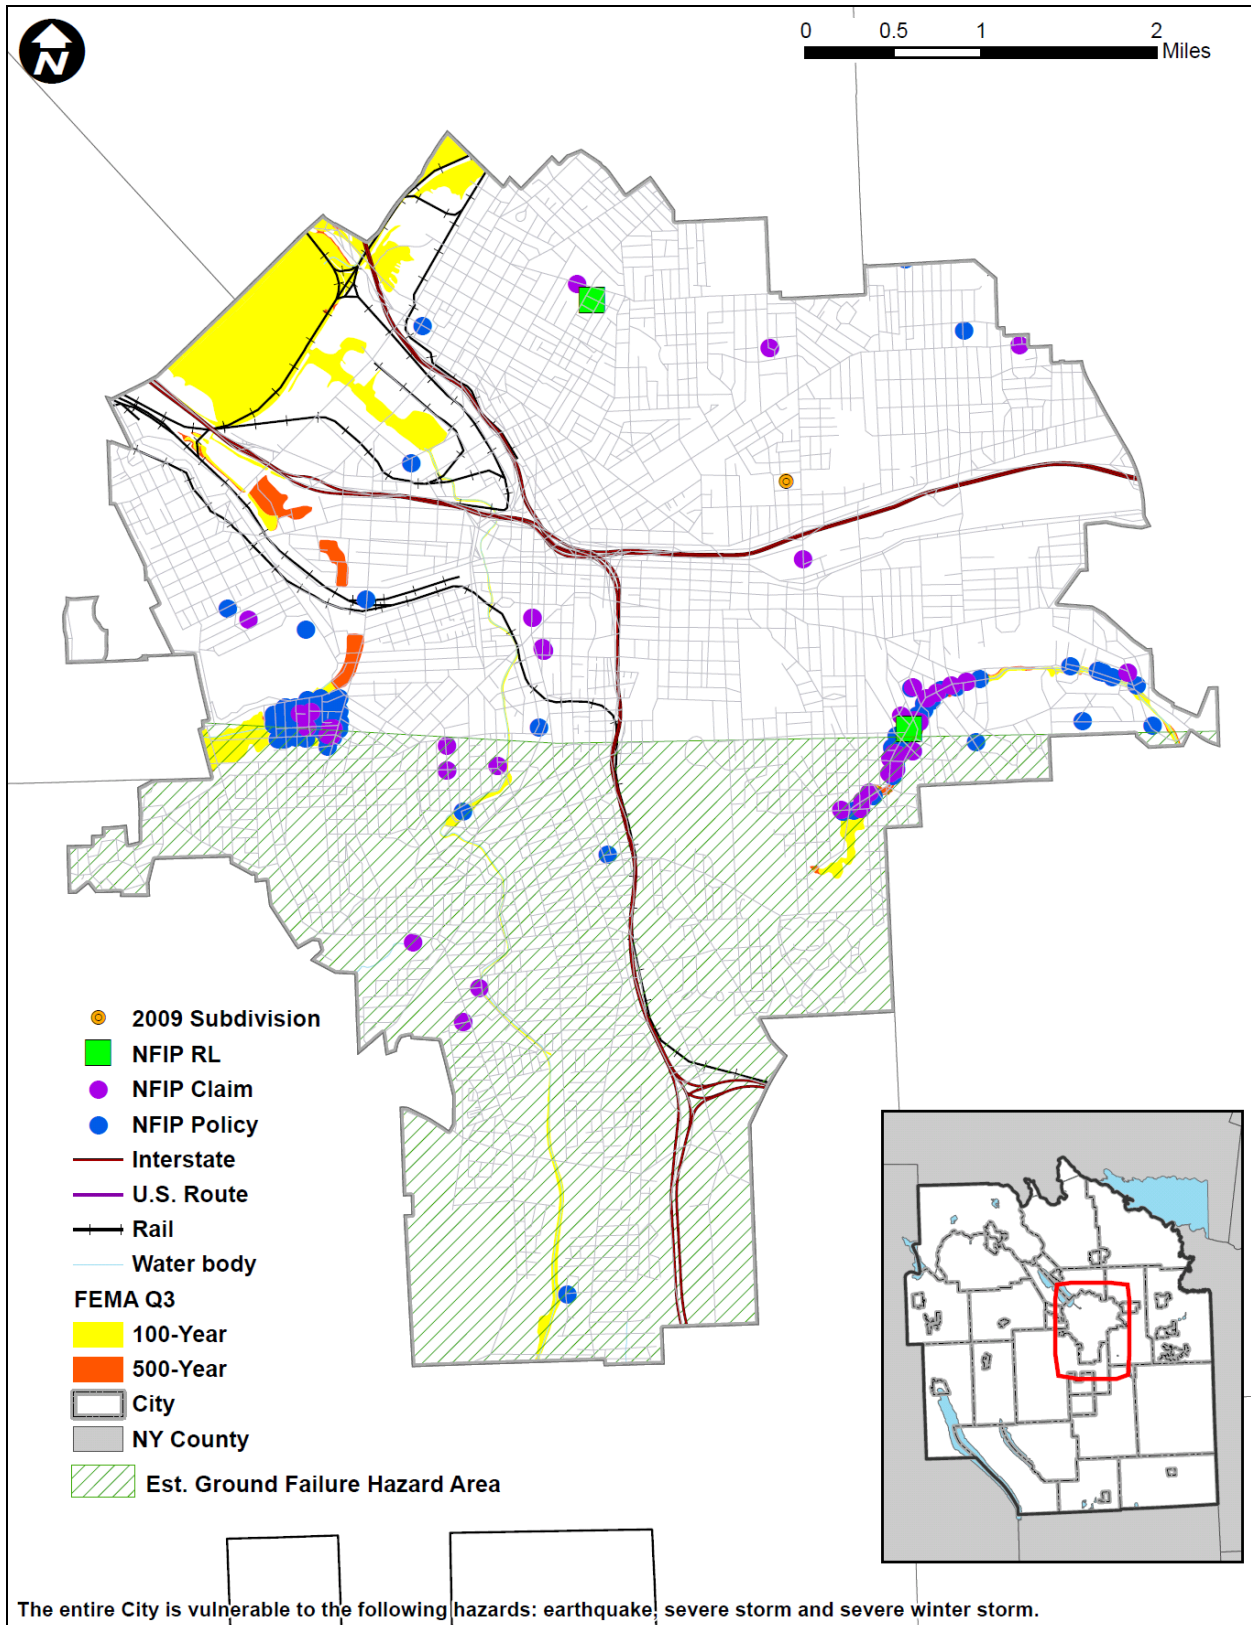 N
0 0.5 1 2
Miles
2009 Subdivision
NFIP RL
NFIP Claim
NFIP Policy
Interstate
U.S. Route
Rail
Water body
FEMA Q3
100-Year
500-Year
City
NY County
Est. Ground Failure Hazard Area
The entire City is vulnerable to the following hazards: earthquake, severe storm and severe winter storm.